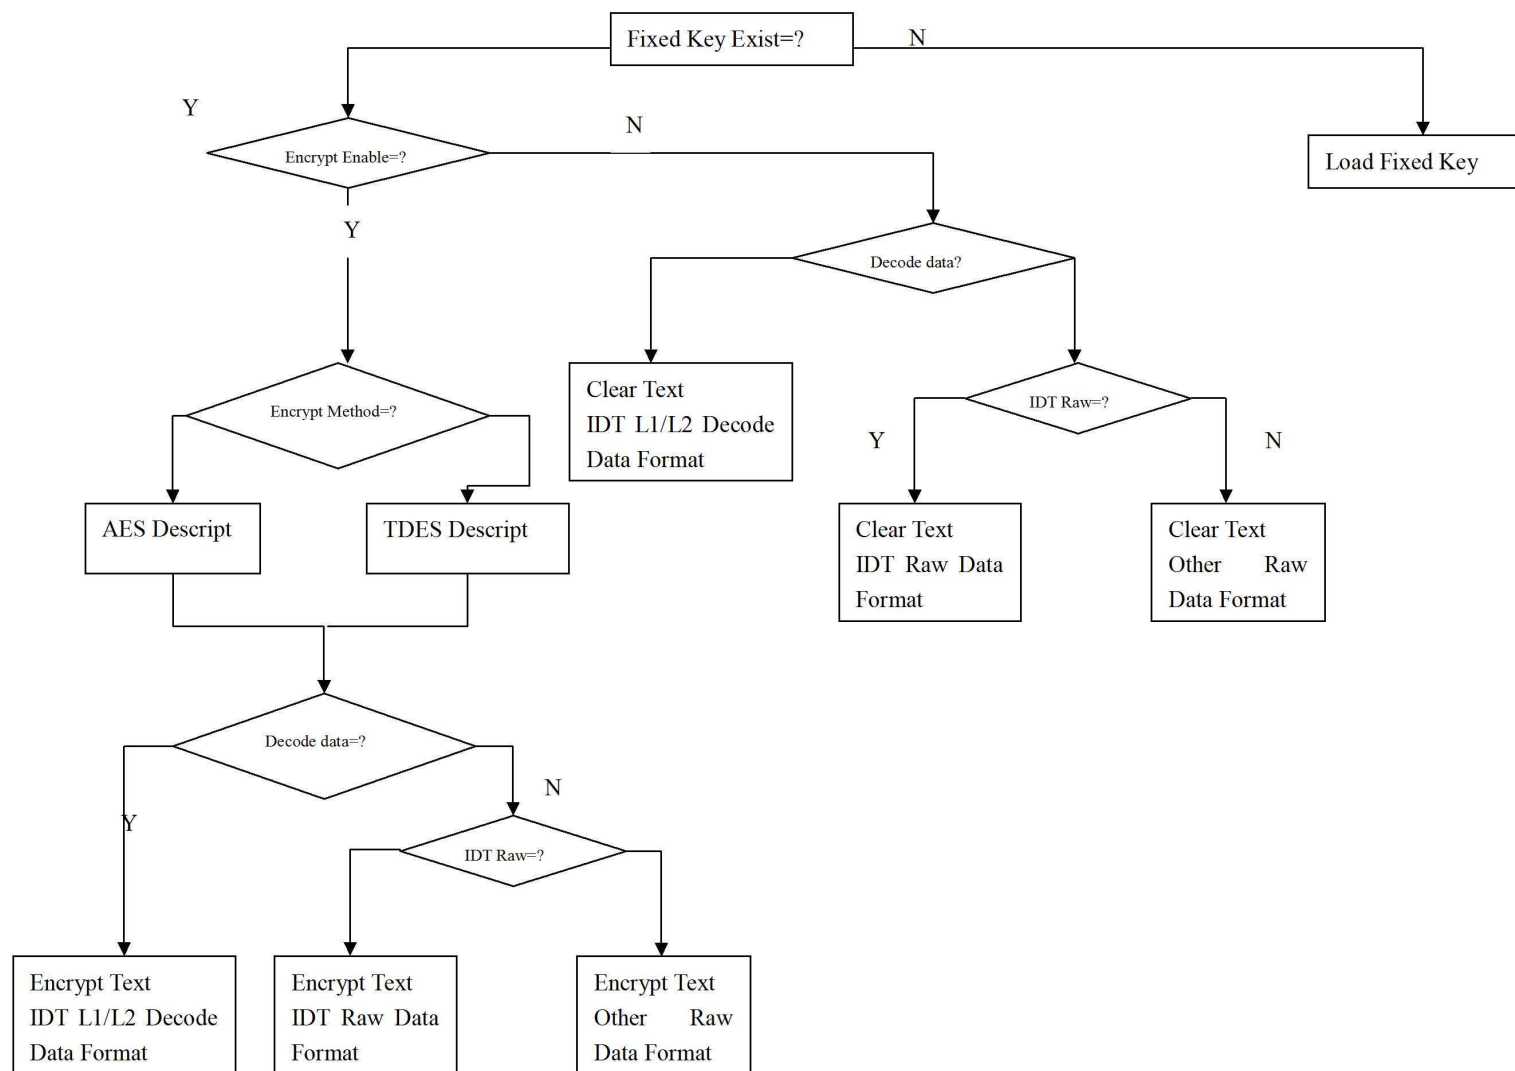 Fixed Key Exist=?
N
Y
Encrypt Enable=?
N
Load Fixed Key
Y
Decode data?
Encrypt Method=?
Clear Text
IDT L1/L2 Decode
Data Format
IDT Raw=?
Y
N
AES Descript
TDES Descript
Clear Text
IDT Raw Data
Format
Clear Text
Other Raw
Data Format
Decode data=?
N
Y
IDT Raw=?
Encrypt Text
IDT L1/L2 Decode
Data Format
Encrypt Text
IDT Raw Data
Format
Encrypt Text
Other Raw
Data Format